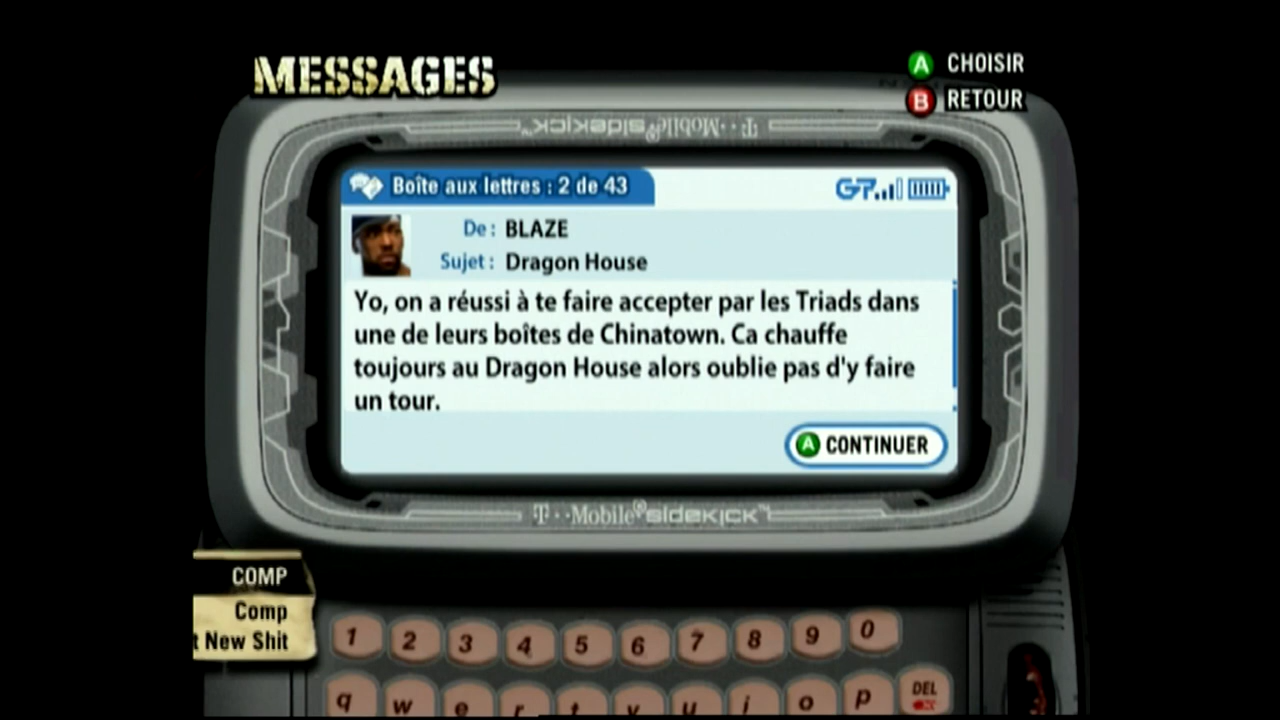 MESSAGES
A CHOISIR
B RETOUR
T··Mobile® sidekick™
Boîte aux lettres : 2 de 43
G7
De : BLAZE
Sujet : Dragon House
Yo, on a réussi à te faire accepter par les Triads dans
une de leurs boîtes de Chinatown. Ca chauffe
toujours au Dragon House alors oublie pas d'y faire
un tour.
A CONTINUER
T··Mobile® sidekick™
COMP
Comp
t New Shit
1 2 3 4 5 6 7 8 9 0
q w e r t y u i o p DEL